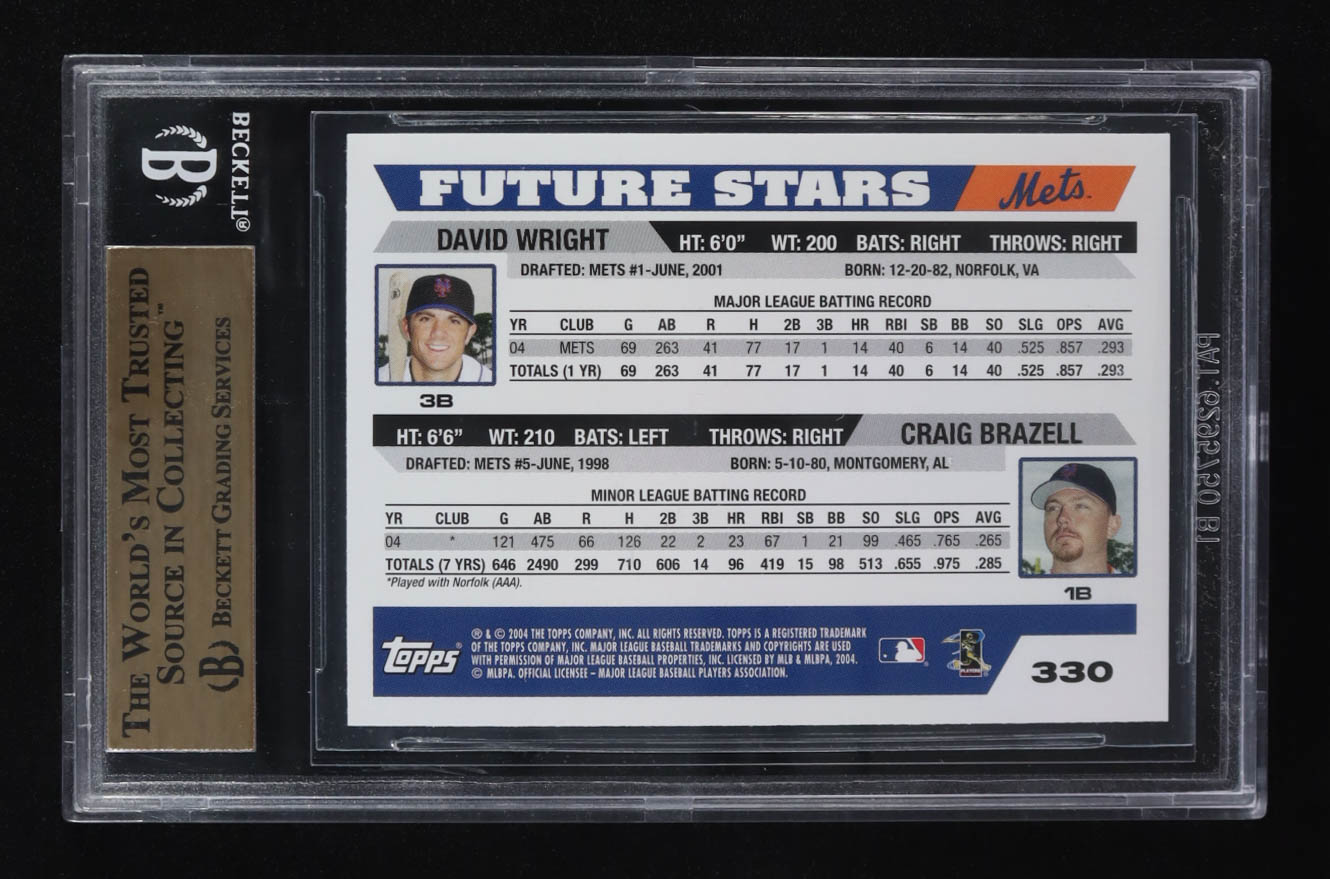 BECKETT®
B
THE WORLD'S MOST TRUSTED
SOURCE IN COLLECTING™
B BECKETT GRADING SERVICES
FUTURE STARS Mets™
DAVID WRIGHT HT: 6'0" WT: 200 BATS: RIGHT THROWS: RIGHT
DRAFTED: METS #1-JUNE, 2001 BORN: 12-20-82, NORFOLK, VA
MAJOR LEAGUE BATTING RECORD
YR CLUB G AB R H 2B 3B HR RBI SB BB SO SLG OPS AVG
04 METS 69 263 41 77 17 1 14 40 6 14 40 .525 .857 .293
TOTALS (1 YR) 69 263 41 77 17 1 14 40 6 14 40 .525 .857 .293
3B
HT: 6'6" WT: 210 BATS: LEFT THROWS: RIGHT CRAIG BRAZELL
DRAFTED: METS #5-JUNE, 1998 BORN: 5-10-80, MONTGOMERY, AL
MINOR LEAGUE BATTING RECORD
YR CLUB G AB R H 2B 3B HR RBI SB BB SO SLG OPS AVG
04 * 121 475 66 126 22 2 23 67 1 21 99 .465 .765 .265
TOTALS (7 YRS) 646 2490 299 710 606 14 96 419 15 98 513 .655 .975 .285
*Played with Norfolk (AAA).
1B
topps®
® & © 2004 THE TOPPS COMPANY, INC. ALL RIGHTS RESERVED. TOPPS IS A REGISTERED TRADEMARK
OF THE TOPPS COMPANY, INC. MAJOR LEAGUE BASEBALL TRADEMARKS AND COPYRIGHTS ARE USED
WITH PERMISSION OF MAJOR LEAGUE BASEBALL PROPERTIES, INC. LICENSED BY MLB & MLBPA, 2004.
© MLBPA. OFFICIAL LICENSEE – MAJOR LEAGUE BASEBALL PLAYERS ASSOCIATION.
PLAYERS
330
PAT. 6295750 B1